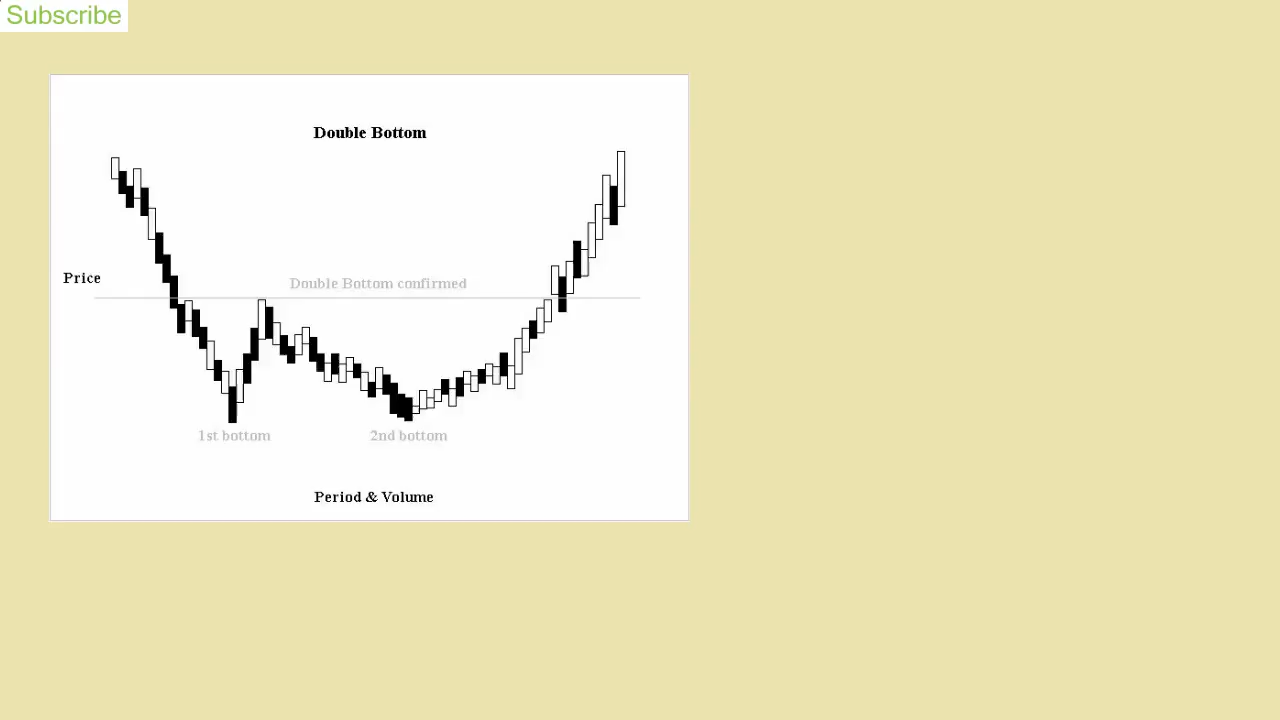 Subscribe
Double Bottom
Price
Double Bottom confirmed
1st bottom
2nd bottom
Period & Volume